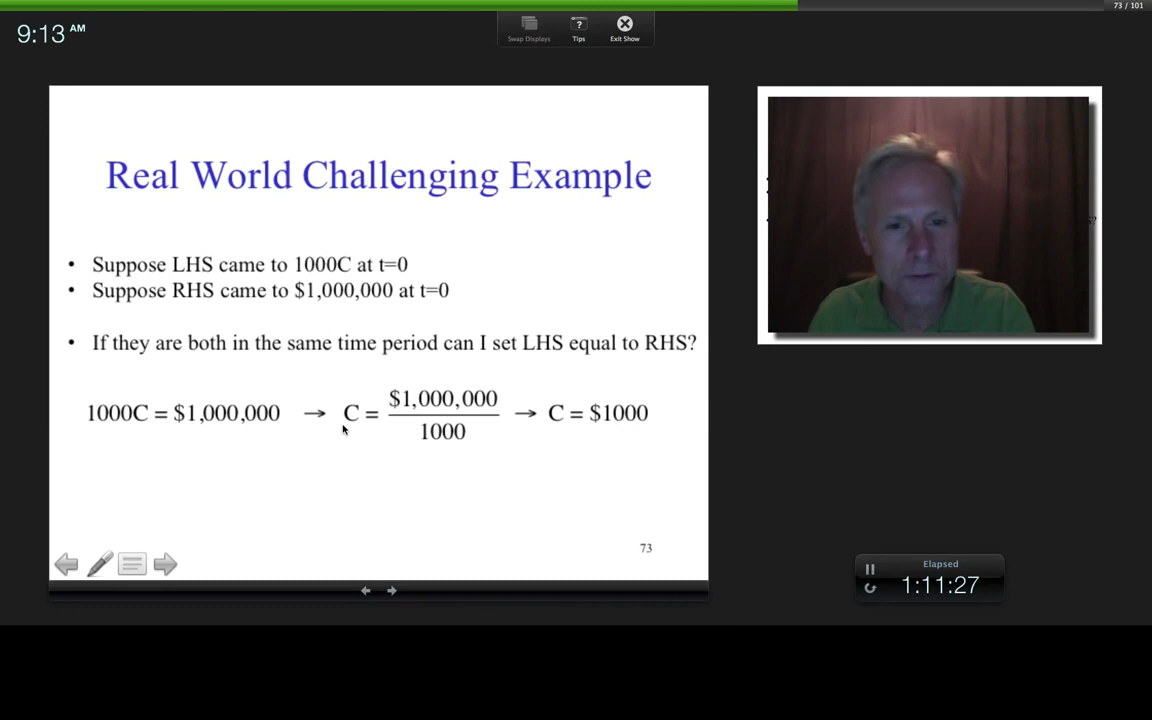 73 / 101
9:13 AM
Swap Displays
?
Tips
Exit Show
Real World Challenging Example
• Suppose LHS came to 1000C at t=0
• Suppose RHS came to $1,000,000 at t=0
• If they are both in the same time period can I set LHS equal to RHS?
1000C = $1,000,000 → C = $1,000,000 / 1000 → C = $1000
73
Elapsed
1:11:27